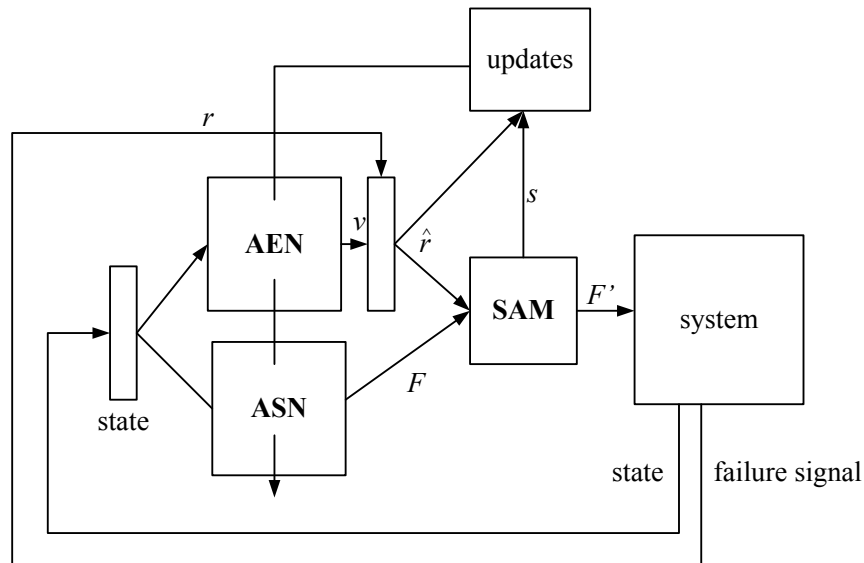 updates
r
v
r̂
s
AEN
SAM
F’
system
state
ASN
F
state
failure signal